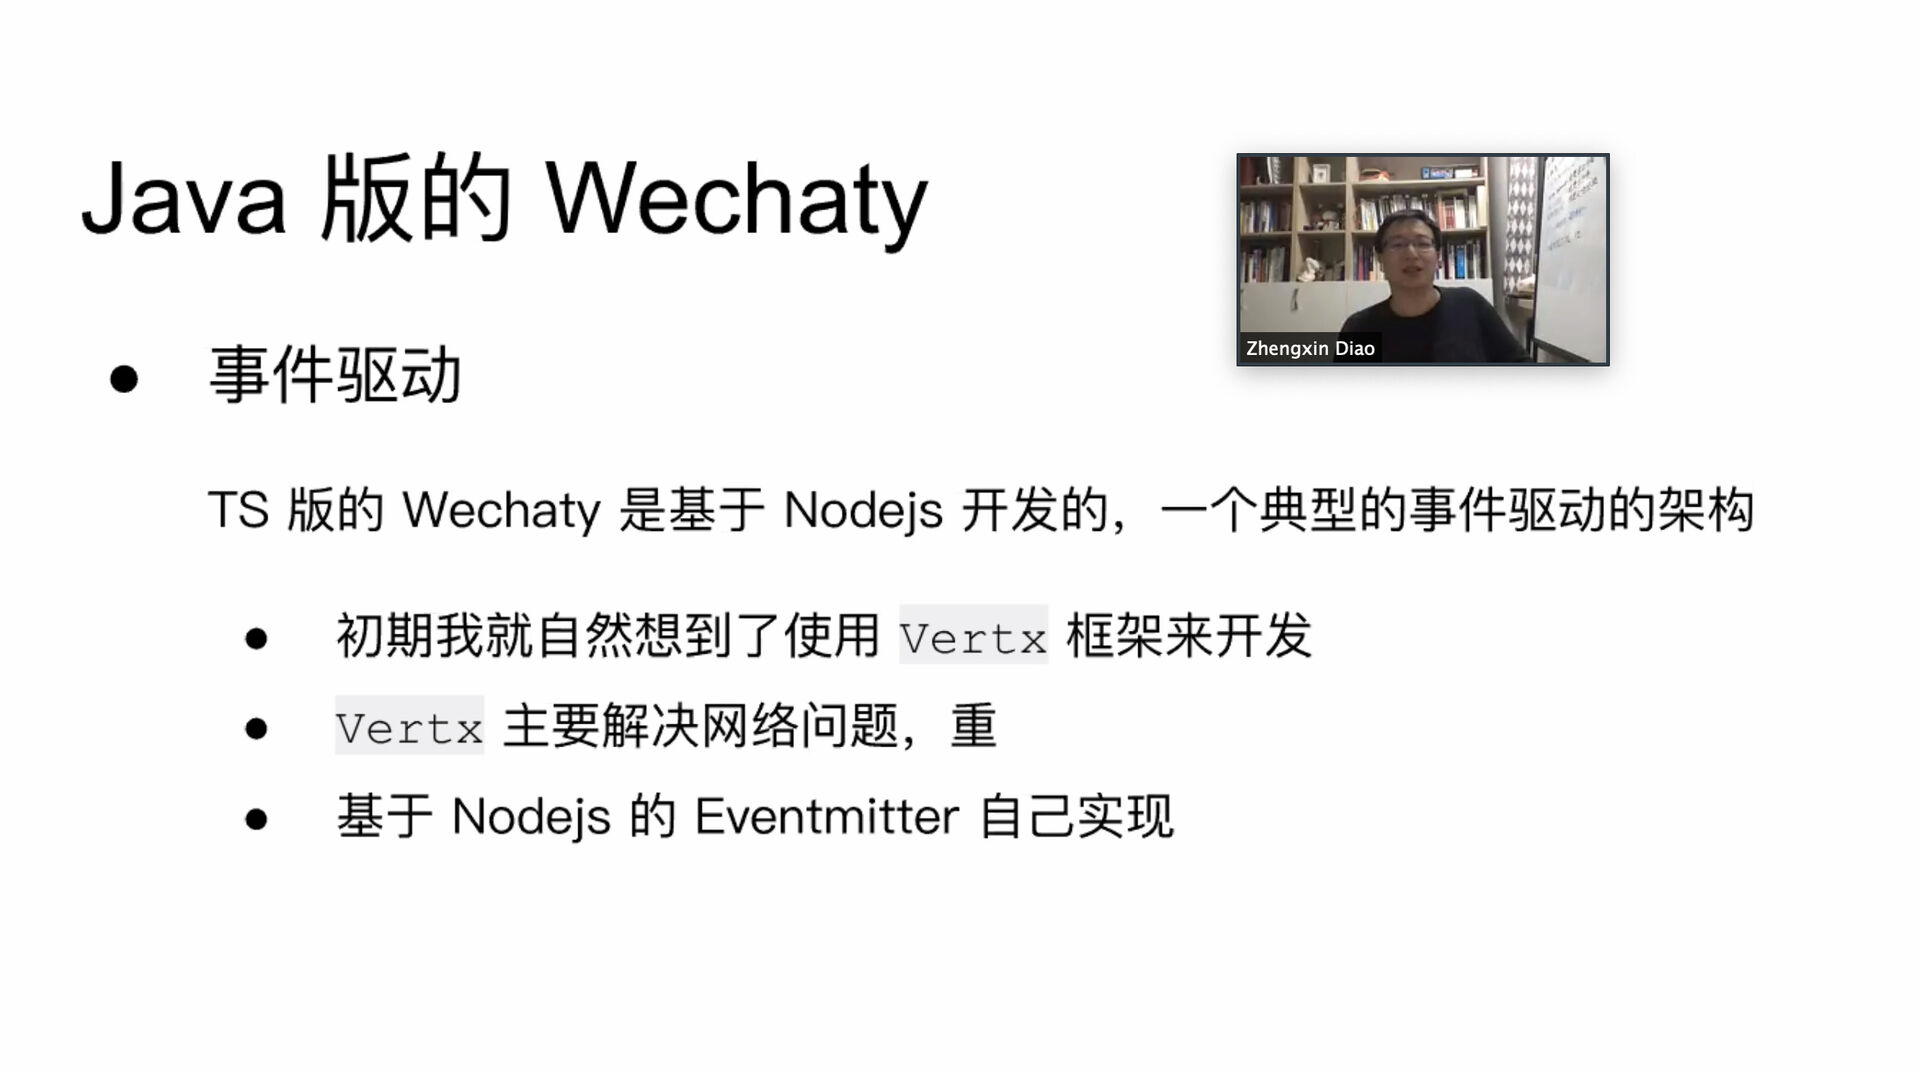 Java 版的 Wechaty
Zhengxin Diao
● 事件驱动
TS 版的 Wechaty 是基于 Nodejs 开发的，一个典型的事件驱动的架构
● 初期我就自然想到了使用 Vertx 框架来开发
● Vertx 主要解决网络问题，重
● 基于 Nodejs 的 Eventmitter 自己实现